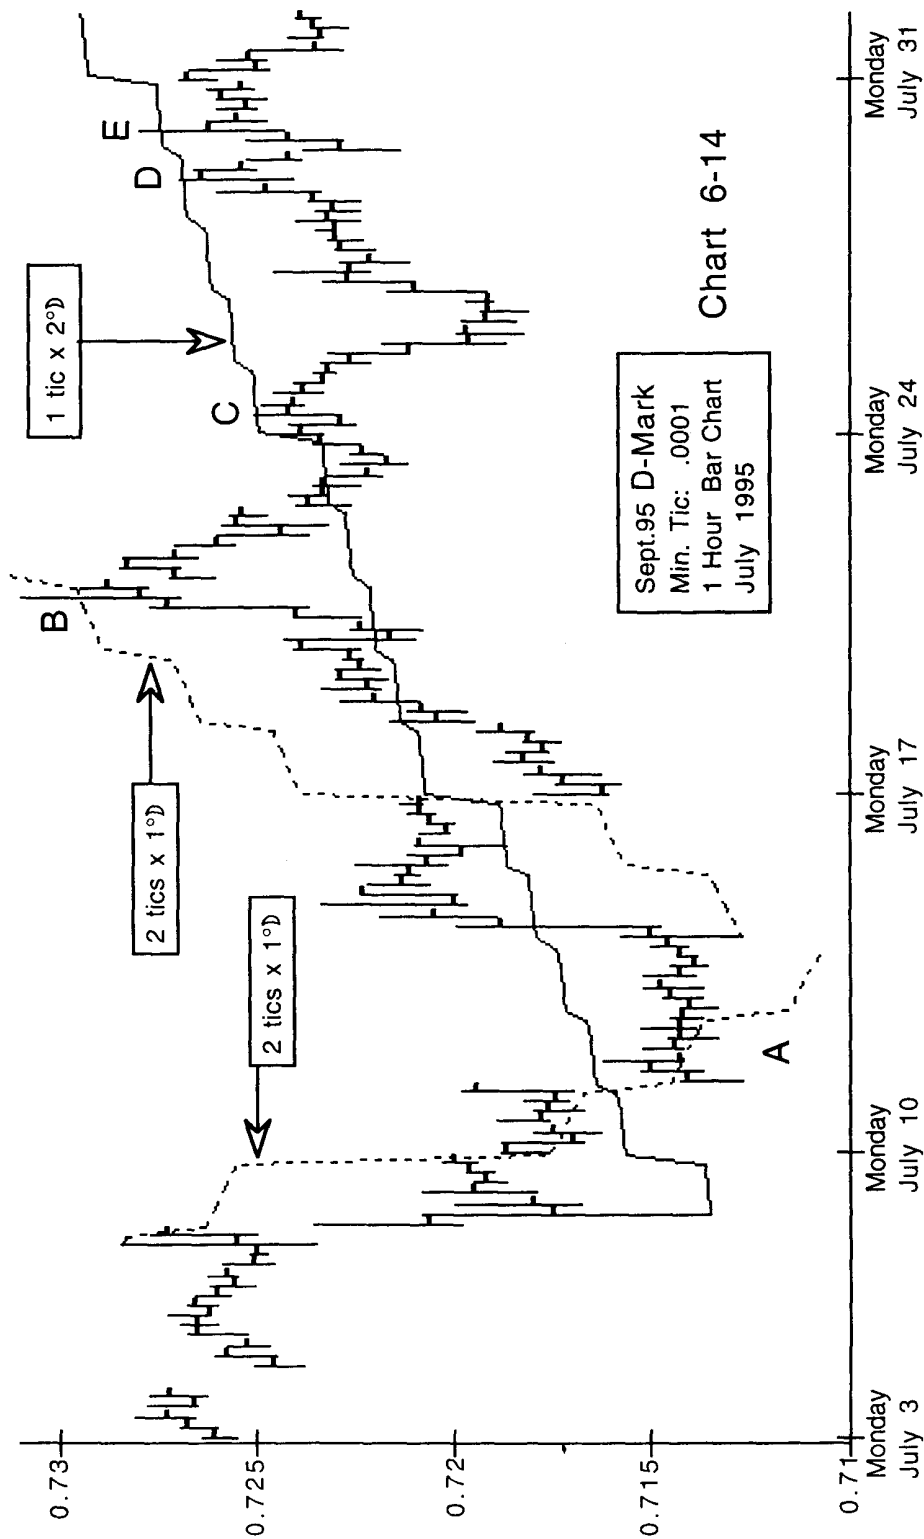 E
D
1 tic x 2°☽
C
B
2 tics x 1°☽
2 tics x 1°☽
A
Chart 6-14
Sept.95 D-Mark
Min. Tic: .0001
1 Hour Bar Chart
July 1995
0.73
0.725
0.72
0.715
0.71
Monday
July 3
Monday
July 10
Monday
July 17
Monday
July 24
Monday
July 31